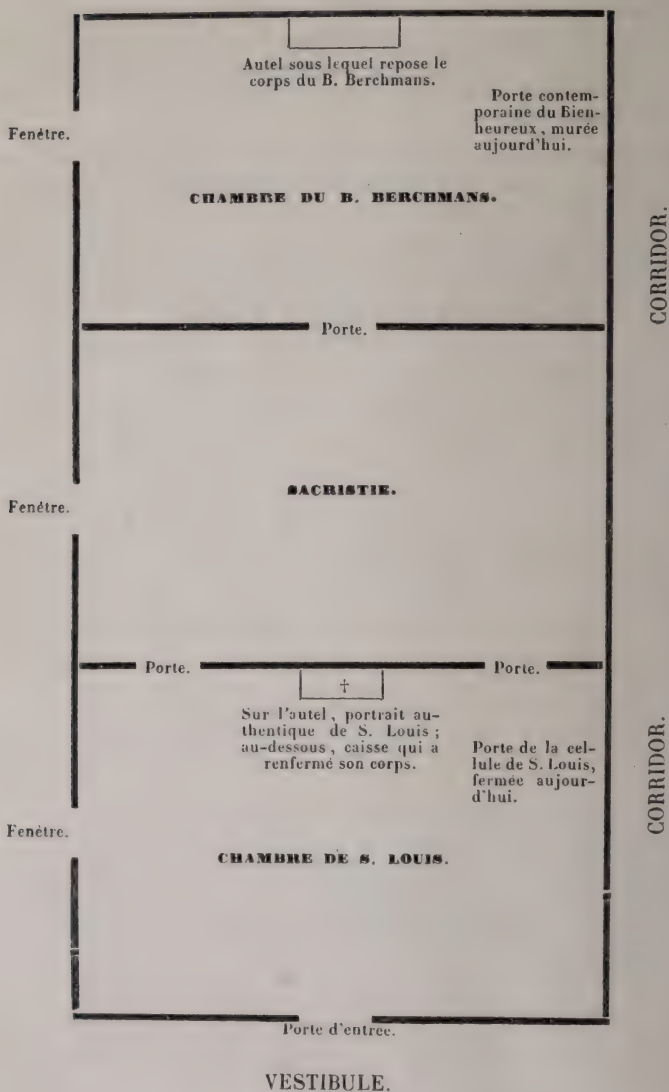 Autel sous lequel repose le
corps du B. Berchmans.
Porte contem-
poraine du Bien-
heureux, murée
aujourd'hui.
Fenêtre.
CHAMBRE DU B. BERCHMANS.
CORRIDOR.
Porte.
SACRISTIE.
Fenêtre.
Porte.
Porte.
†
Sur l'autel, portrait au-
thentique de S. Louis ;
au-dessous, caisse qui a
renfermé son corps.
Porte de la cel-
lule de S. Louis,
fermée aujour-
d'hui.
CORRIDOR.
Fenêtre.
CHAMBRE DE S. LOUIS.
Porte d'entrée.
VESTIBULE.